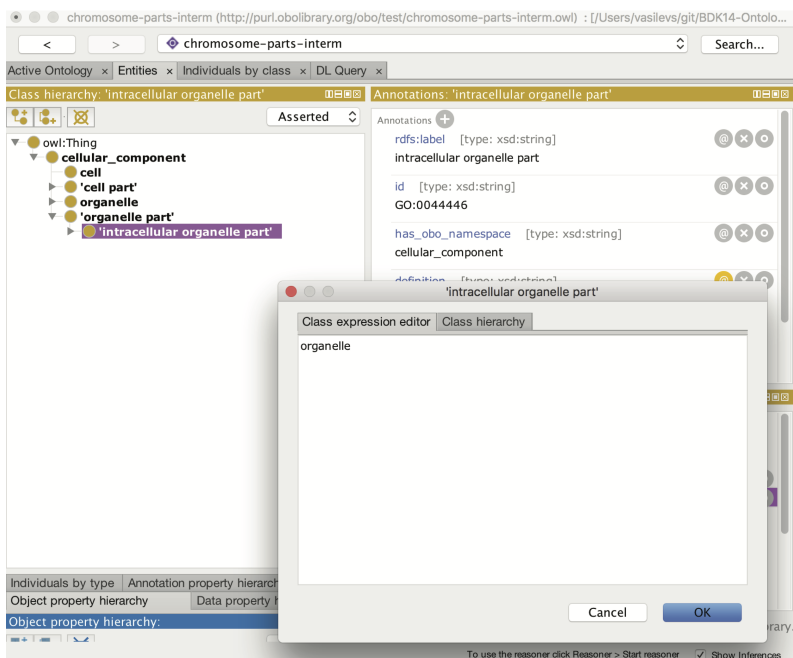 chromosome-parts-interm (http://purl.obolibrary.org/obo/test/chromosome-parts-interm.owl) : [/Users/vasilevs/git/BDK14-Ontolo...
< > chromosome-parts-interm Search...
Active Ontology × Entities × Individuals by class × DL Query ×
Class hierarchy: 'intracellular organelle part'
Annotations: 'intracellular organelle part'
Asserted
Annotations
owl:Thing
cellular_component
cell
'cell part'
organelle
'organelle part'
'intracellular organelle part'
rdfs:label [type: xsd:string]
intracellular organelle part
id [type: xsd:string]
GO:0044446
has_obo_namespace [type: xsd:string]
cellular_component
definition [type: xsd:string]
'intracellular organelle part'
Class expression editor Class hierarchy
organelle
Cancel OK
Individuals by type Annotation property hierarch
Object property hierarchy Data property h
Object property hierarchy:
rary.
To use the reasoner click Reasoner > Start reasoner Show Inferences